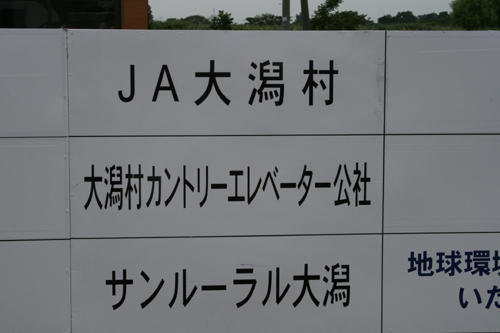 JA大潟村
大潟村カントリーエレベーター公社
サンルーラル大潟
地球環境
いた